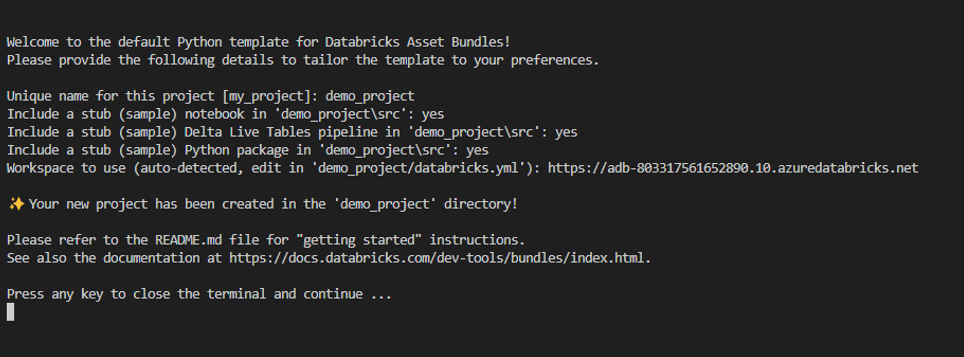 Welcome to the default Python template for Databricks Asset Bundles!
Please provide the following details to tailor the template to your preferences.
Unique name for this project [my_project]: demo_project
Include a stub (sample) notebook in 'demo_project\src': yes
Include a stub (sample) Delta Live Tables pipeline in 'demo_project\src': yes
Include a stub (sample) Python package in 'demo_project\src': yes
Workspace to use (auto-detected, edit in 'demo_project/databricks.yml'): https://adb-803317561652890.10.azuredatabricks.net
✨ Your new project has been created in the 'demo_project' directory!
Please refer to the README.md file for "getting started" instructions.
See also the documentation at https://docs.databricks.com/dev-tools/bundles/index.html.
Press any key to close the terminal and continue ...